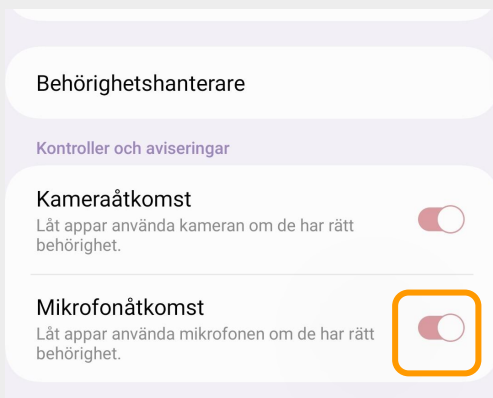 Behörighetshanterare
Kontroller och aviseringar
Kameraåtkomst
Låt appar använda kameran om de har rätt
behörighet.
Mikrofonåtkomst
Låt appar använda mikrofonen om de har rätt
behörighet.